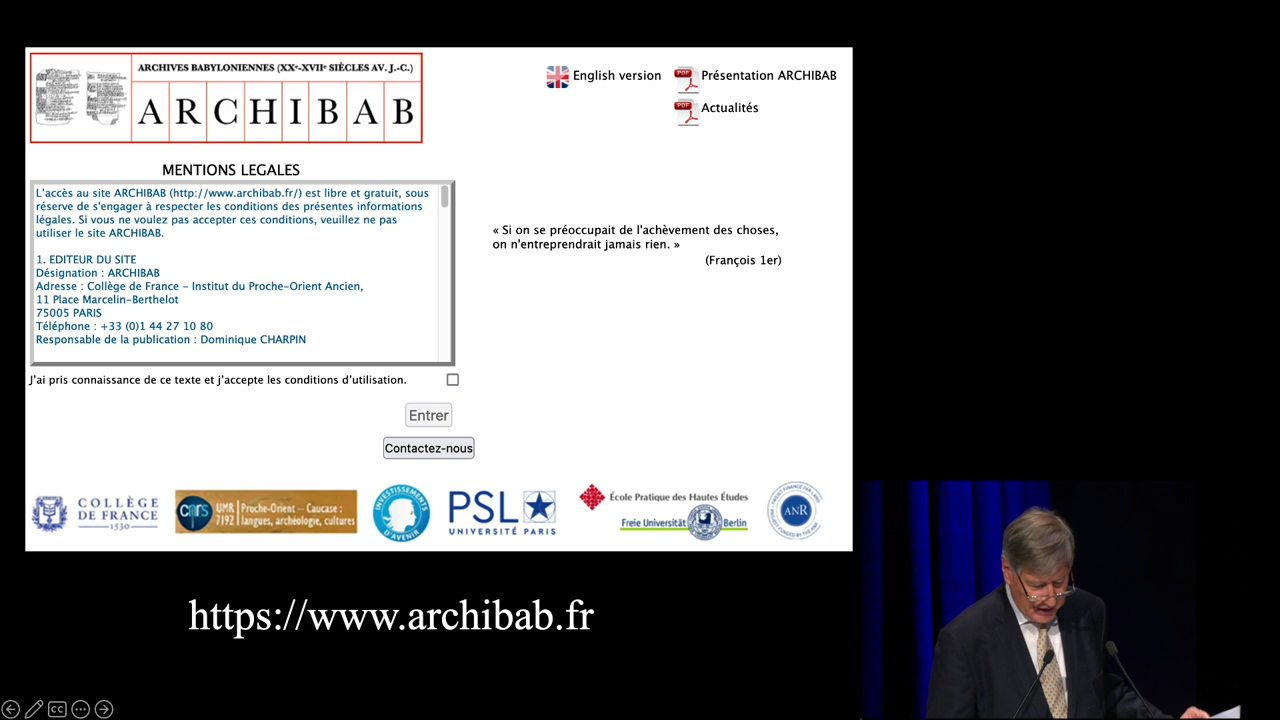 ARCHIVES BABYLONIENNES (XXe-XVIIe SIÈCLES AV. J.-C.)
ARCHIBAB
English version
Présentation ARCHIBAB
Actualités
MENTIONS LEGALES
L'accès au site ARCHIBAB (http://www.archibab.fr/) est libre et gratuit, sous
réserve de s'engager à respecter les conditions des présentes informations
légales. Si vous ne voulez pas accepter ces conditions, veuillez ne pas
utiliser le site ARCHIBAB.
1. EDITEUR DU SITE
Désignation : ARCHIBAB
Adresse : Collège de France - Institut du Proche-Orient Ancien,
11 Place Marcelin-Berthelot
75005 PARIS
Téléphone : +33 (0)1 44 27 10 80
Responsable de la publication : Dominique CHARPIN
« Si on se préoccupait de l'achèvement des choses,
on n'entreprendrait jamais rien. »
(François 1er)
J'ai pris connaissance de ce texte et j'accepte les conditions d'utilisation.
Entrer
Contactez-nous
COLLÈGE
DE FRANCE
1530
cnrs
UMR
7192
Proche-Orient – Caucase :
langues, archéologie, cultures
INVESTISSEMENTS
D'AVENIR
PSL
UNIVERSITÉ PARIS
École Pratique des Hautes Études
Freie Universität Berlin
ANR
https://www.archibab.fr
CC